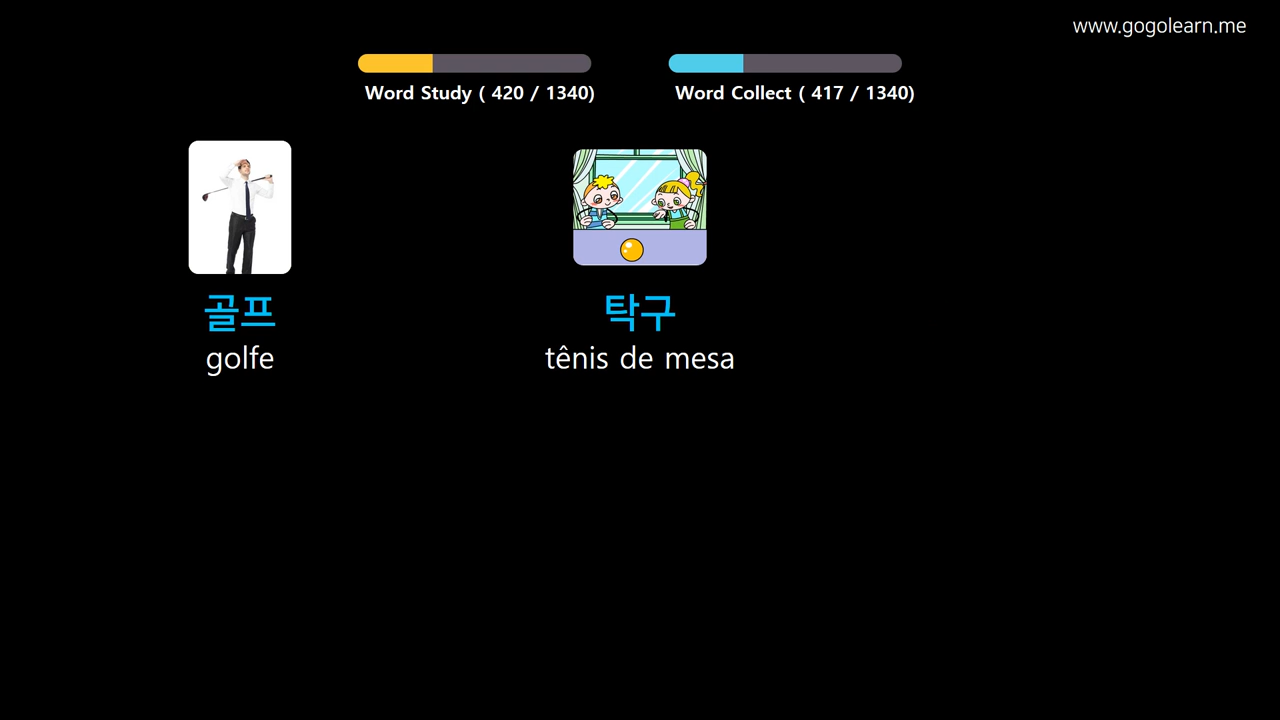 www.gogolearn.me
Word Study ( 420 / 1340)
Word Collect ( 417 / 1340)
골프
golfe
탁구
tênis de mesa